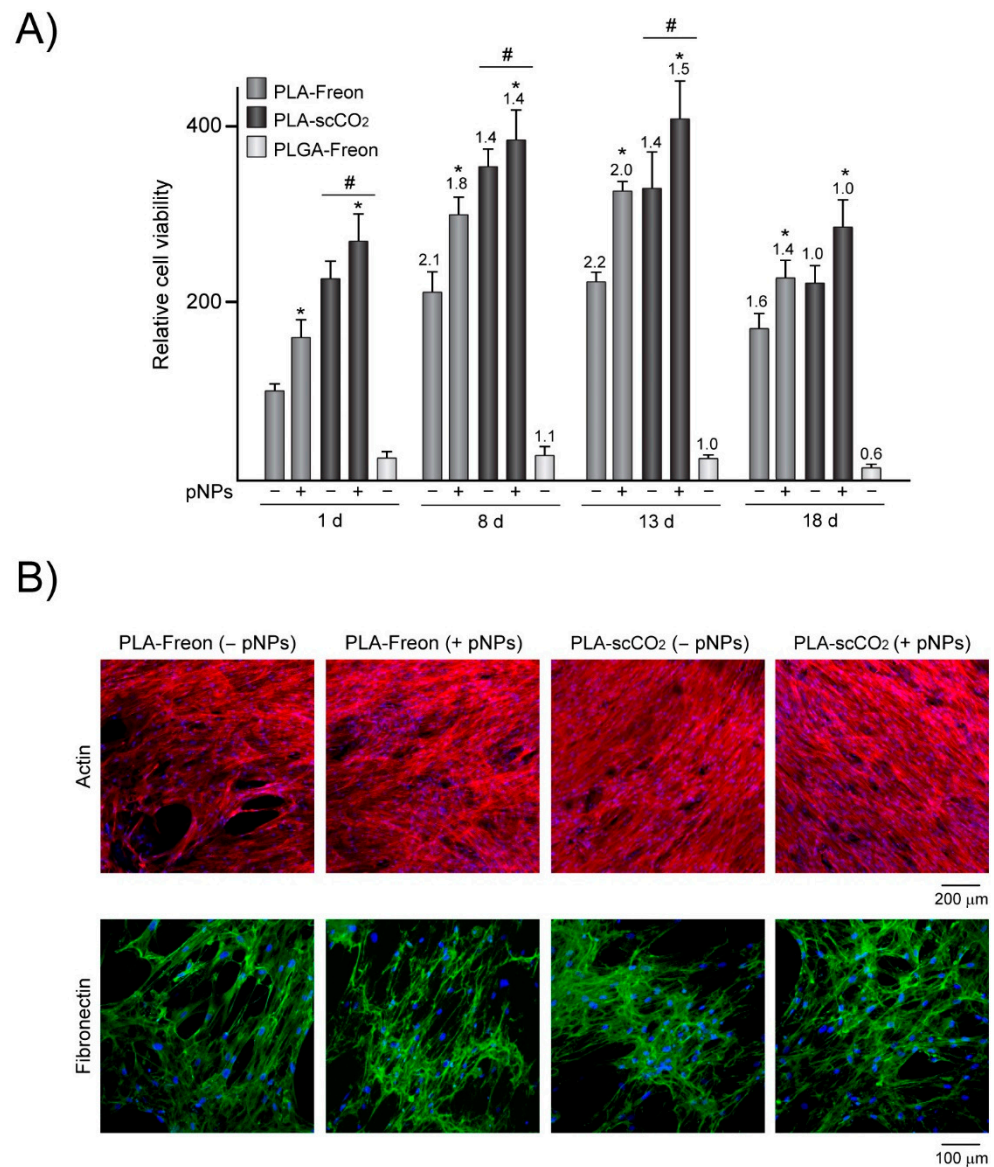 A)
PLA-Freon
PLA-scCO₂
PLGA-Freon
Relative cell viability
400
200
#
#
#
*
*
2.1
*
1.8
1.4
*
1.4
1.1
2.2
*
2.0
1.4
*
1.5
1.0
1.6
*
1.4
1.0
*
1.0
0.6
pNPs − + − + − − + − + − − + − + − − + − + −
1 d 8 d 13 d 18 d
B)
PLA-Freon (− pNPs) PLA-Freon (+ pNPs) PLA-scCO₂ (− pNPs) PLA-scCO₂ (+ pNPs)
Actin
200 μm
Fibronectin
100 μm